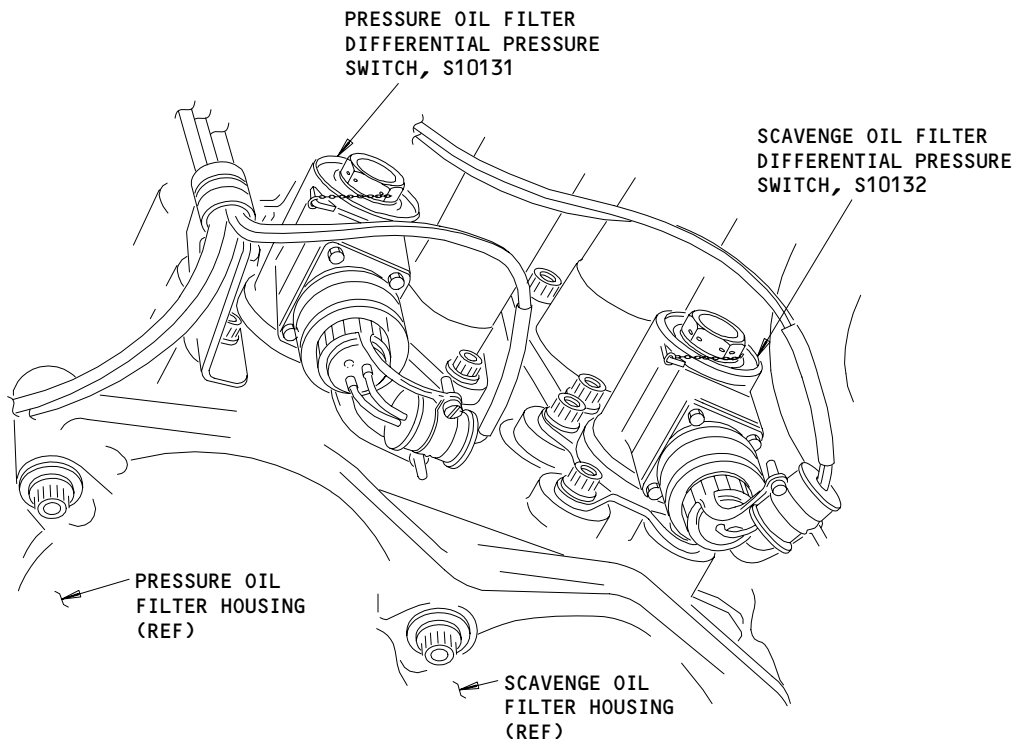 PRESSURE OIL FILTER
DIFFERENTIAL PRESSURE
SWITCH, S10131
SCAVENGE OIL FILTER
DIFFERENTIAL PRESSURE
SWITCH, S10132
PRESSURE OIL
FILTER HOUSING
(REF)
SCAVENGE OIL
FILTER HOUSING
(REF)